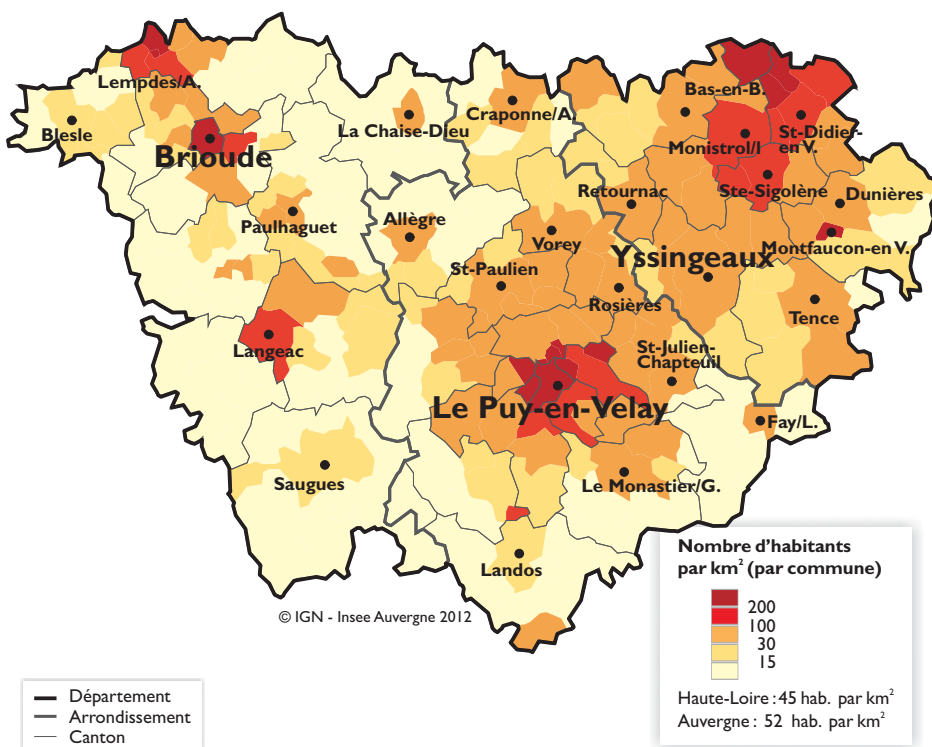 Lempdes/A.
Blesle
Brioude
La Chaise-Dieu
Craponne/A.
Bas-en-B.
Monistrol/l
St-Didier-
en V.
Ste-Sigolène
Retournac
Dunières
Paulhaguet
Allègre
Vorey
Montfaucon-en V.
Yssingeaux
St-Paulien
Rosières
Tence
Langeac
St-Julien-
Chapteuil
Le Puy-en-Velay
Fay/L.
Saugues
Le Monastier/G.
Landos
© IGN - Insee Auvergne 2012
Nombre d'habitants
par km² (par commune)
200
100
30
15
Haute-Loire : 45 hab. par km²
Auvergne : 52 hab. par km²
Département
Arrondissement
Canton